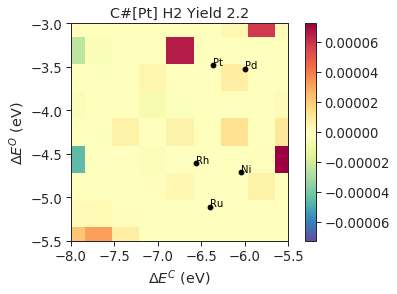 C#[Pt] H2 Yield 2.2
−3.0
−3.5
−4.0
−4.5
−5.0
−5.5
ΔE^O (eV)
Pt
Pd
Rh
Ni
Ru
−8.0 −7.5 −7.0 −6.5 −6.0 −5.5
ΔE^C (eV)
0.00006
0.00004
0.00002
0.00000
−0.00002
−0.00004
−0.00006